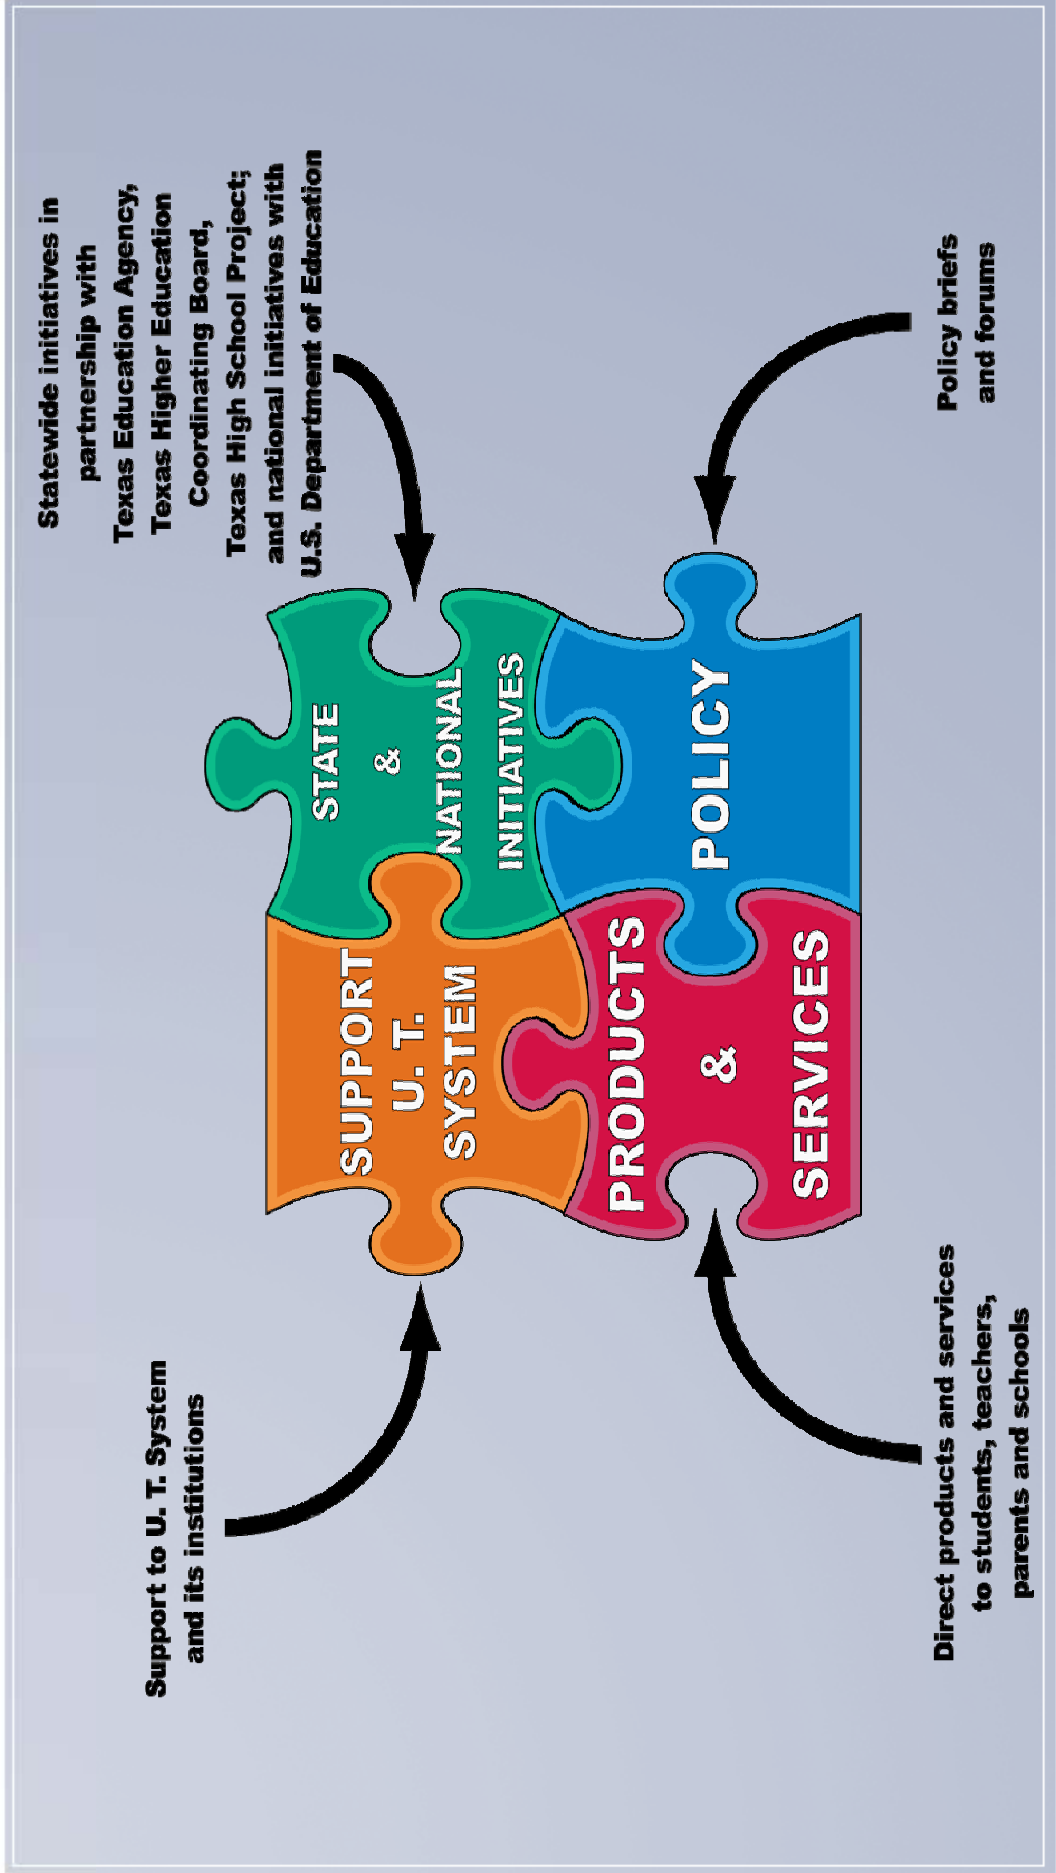 Support to U. T. System
and its institutions
Statewide initiatives in
partnership with
Texas Education Agency,
Texas Higher Education
Coordinating Board,
Texas High School Project;
and national initiatives with
U.S. Department of Education
SUPPORT
U. T.
SYSTEM
STATE
&
NATIONAL
INITIATIVES
PRODUCTS
&
SERVICES
POLICY
Direct products and services
to students, teachers,
parents and schools
Policy briefs
and forums